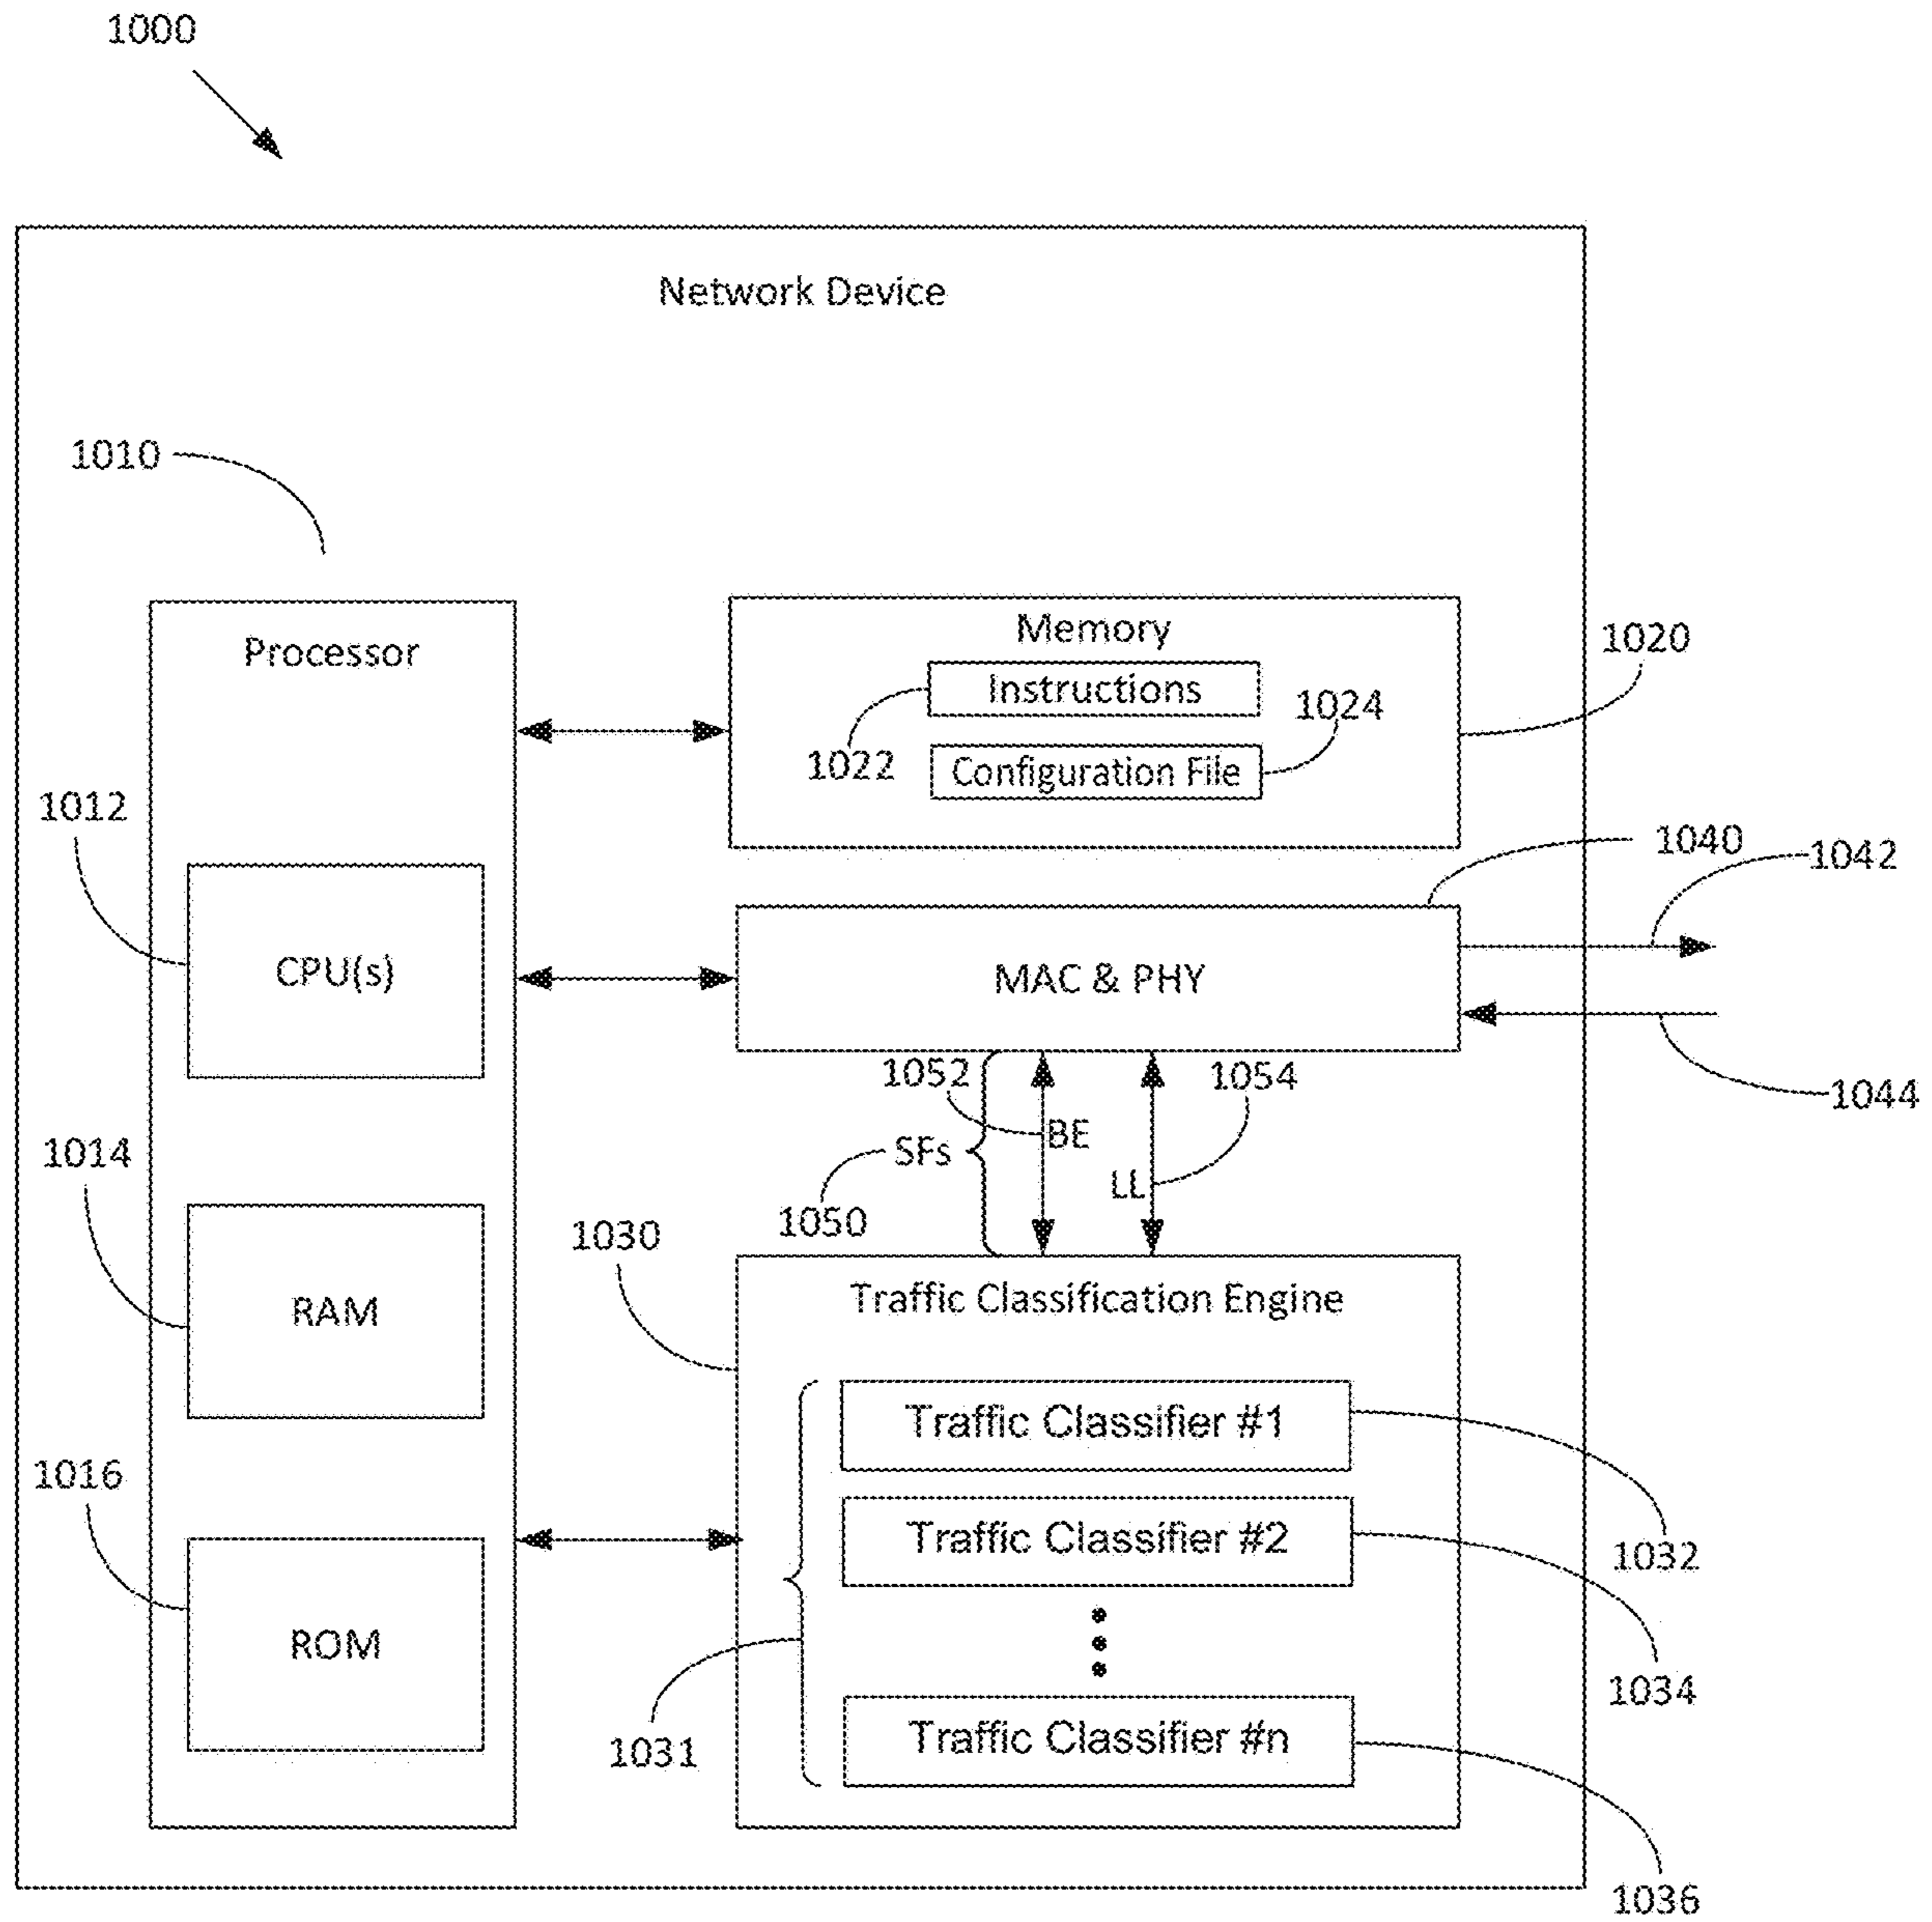 1000
Network Device
1010
Processor
Memory
1020
Instructions
1024
1022
Configuration File
1012
1040
1042
CPU(s)
MAC & PHY
1052
1054
1044
BE
SFs
1014
LL
1050
1030
RAM
Traffic Classification Engine
Traffic Classifier #1
1016
Traffic Classifier #2
1032
ROM
1034
Traffic Classifier #n
1031
1036